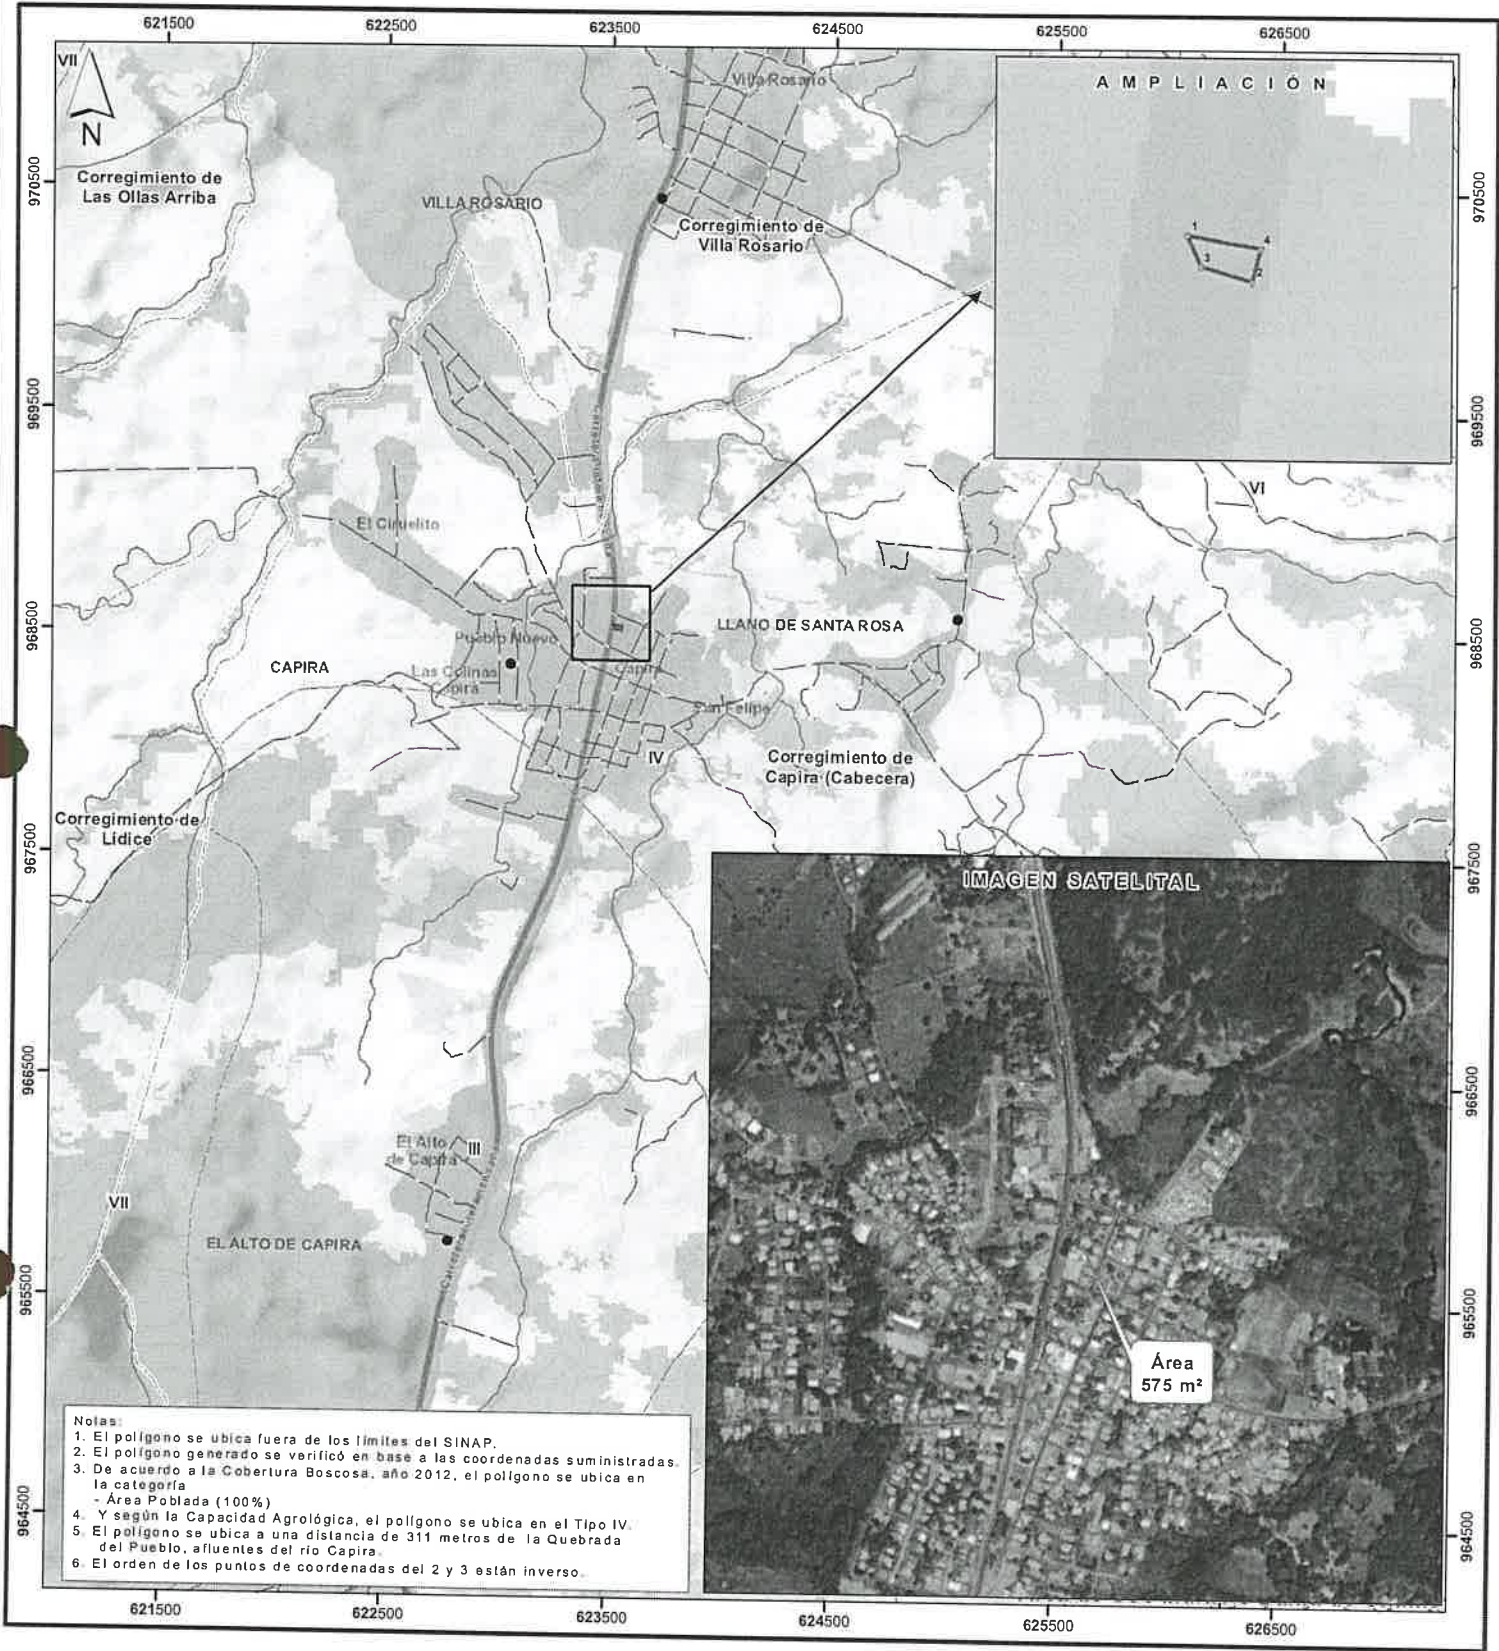 621500
622500
623500
624500
625500
626500
VII
N
AMPLIACIÓN
1
4
3
2
Villa Rosario
970500
970500
Corregimiento de
Las Ollas Arriba
VILLA ROSARIO
Corregimiento de
Villa Rosario
969500
969500
VI
El Ciruelito
968500
968500
Pueblo Nuevo
LLANO DE SANTA ROSA
CAPIRA
Las Colinas
Capira
Capira
San Felipe
IV
Corregimiento de
Capira (Cabecera)
Corregimiento de
Lídice
967500
967500
IMAGEN SATELITAL
966500
966500
El Alto
de Capira
III
VII
EL ALTO DE CAPIRA
965500
965500
Área
575 m²
Notas:
1. El polígono se ubica fuera de los límites del SINAP.
2. El polígono generado se verificó en base a las coordenadas suministradas.
3. De acuerdo a la Cobertura Boscosa, año 2012, el polígono se ubica en
la categoría
- Área Poblada (100%)
4. Y según la Capacidad Agrológica, el polígono se ubica en el Tipo IV.
5. El polígono se ubica a una distancia de 311 metros de la Quebrada
del Pueblo, afluentes del río Capira.
6. El orden de los puntos de coordenadas del 2 y 3 están inverso.
964500
964500
621500
622500
623500
624500
625500
626500